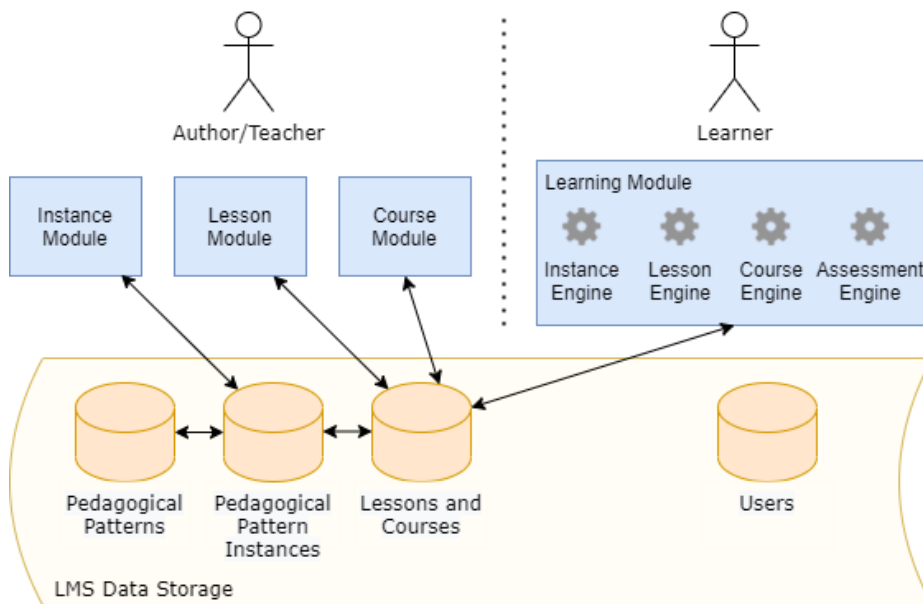 Author/Teacher
Learner
Instance
Module
Lesson
Module
Course
Module
Learning Module
Instance
Engine
Lesson
Engine
Course
Engine
Assessment
Engine
Pedagogical
Patterns
Pedagogical
Pattern
Instances
Lessons and
Courses
Users
LMS Data Storage